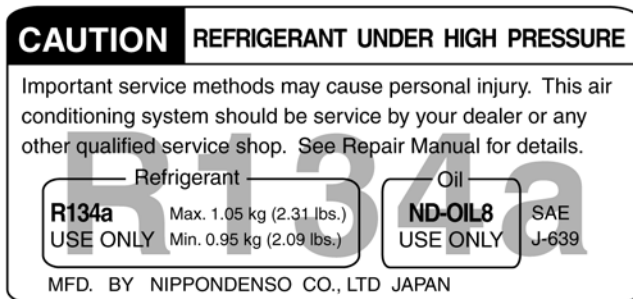 CAUTION REFRIGERANT UNDER HIGH PRESSURE
Important service methods may cause personal injury. This air
conditioning system should be service by your dealer or any
other qualified service shop. See Repair Manual for details.
R134a
Refrigerant Oil
R134a Max. 1.05 kg (2.31 lbs.) ND-OIL8 SAE
USE ONLY Min. 0.95 kg (2.09 lbs.) USE ONLY J-639
MFD. BY NIPPONDENSO CO., LTD JAPAN